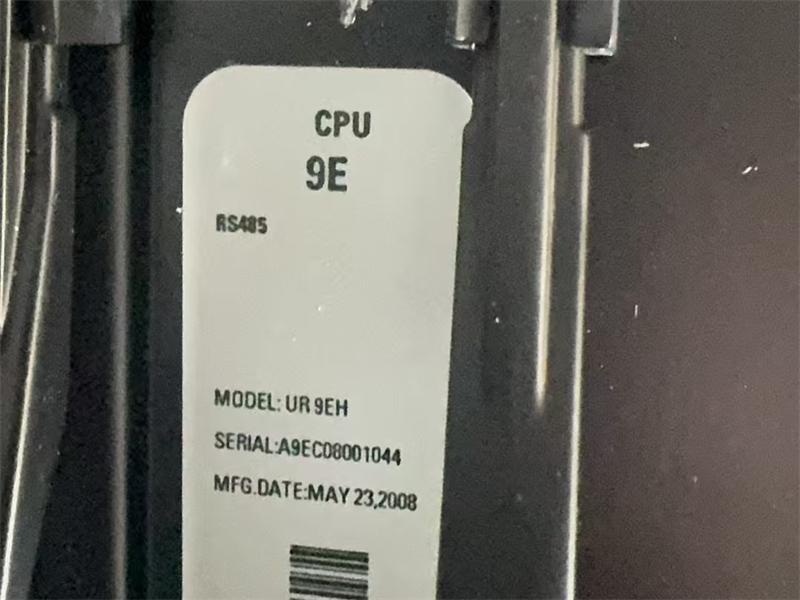 CPU
9E
RS485
MODEL: UR 9EH
SERIAL:A9EC08001044
MFG.DATE:MAY 23,2008